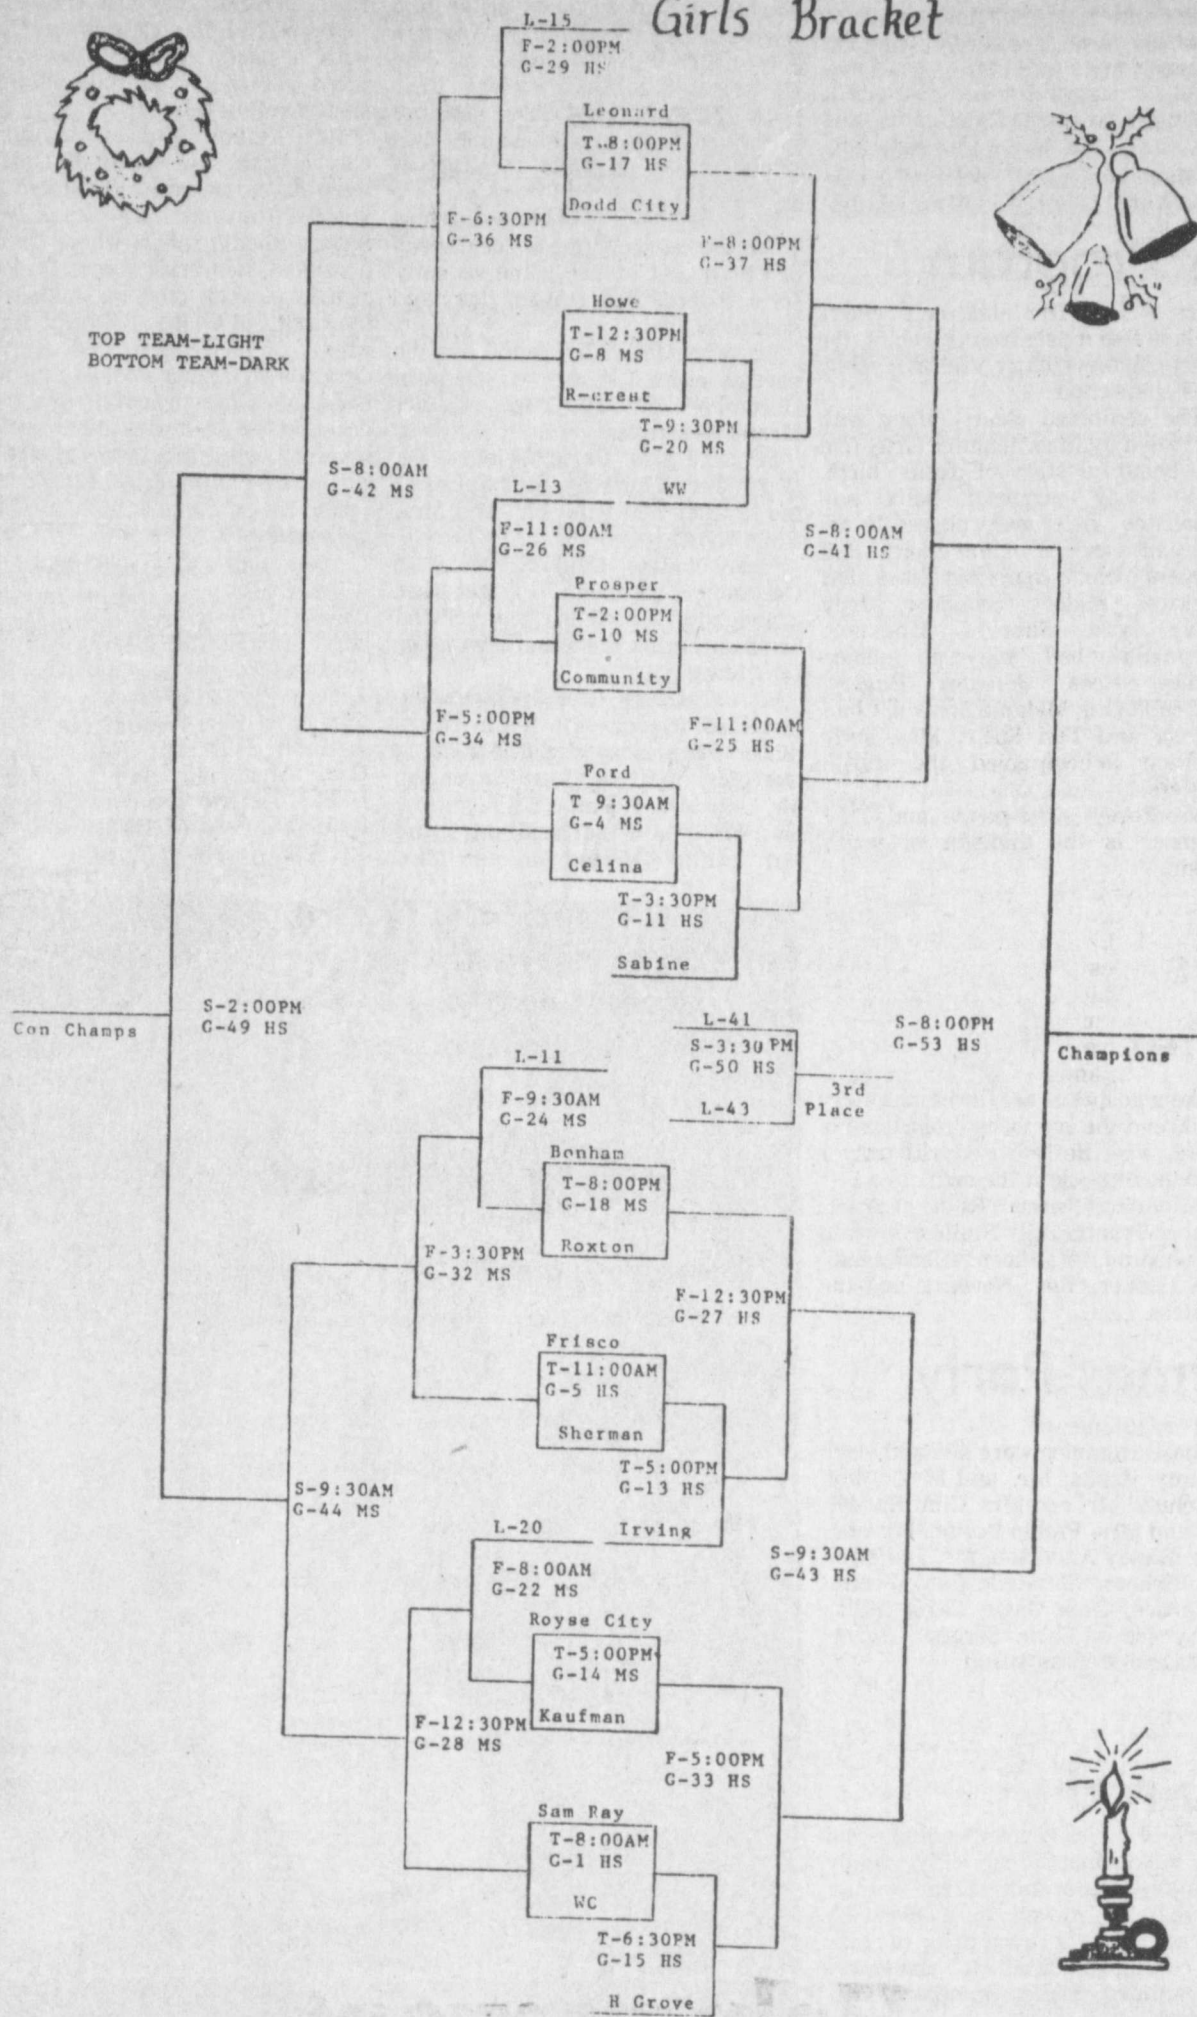 Girls Bracket
L-15
F-2:00PM
G-29 HS
Leonard
T-8:00PM
G-17 HS
Dodd City
F-6:30PM
G-36 MS
F-8:00PM
G-37 HS
Howe
T-12:30PM
G-8 MS
R-crest
TOP TEAM-LIGHT
BOTTOM TEAM-DARK
T-9:30PM
G-20 MS
S-8:00AM
G-42 MS
L-13
WW
F-11:00AM
G-26 MS
S-8:00AM
G-41 HS
Prosper
T-2:00PM
G-10 MS
Community
F-5:00PM
G-34 MS
F-11:00AM
G-25 HS
Ford
T 9:30AM
G-4 MS
Celina
T-3:30PM
G-11 HS
Sabine
Con Champs
S-2:00PM
G-49 HS
L-41
S-3:30 PM
G-50 HS
L-43
3rd
Place
S-8:00PM
G-53 HS
Champions
L-11
F-9:30AM
G-24 MS
Bonham
T-8:00PM
G-18 MS
Roxton
F-3:30PM
G-32 MS
F-12:30PM
G-27 HS
Frisco
T-11:00AM
G-5 HS
Sherman
T-5:00PM
G-13 HS
S-9:30AM
G-44 MS
L-20
Irving
F-8:00AM
G-22 MS
S-9:30AM
G-43 HS
Royse City
T-5:00PM
G-14 MS
Kaufman
F-12:30PM
G-28 MS
F-5:00PM
G-33 HS
Sam Ray
T-8:00AM
G-1 HS
WC
T-6:30PM
G-15 HS
H Grove